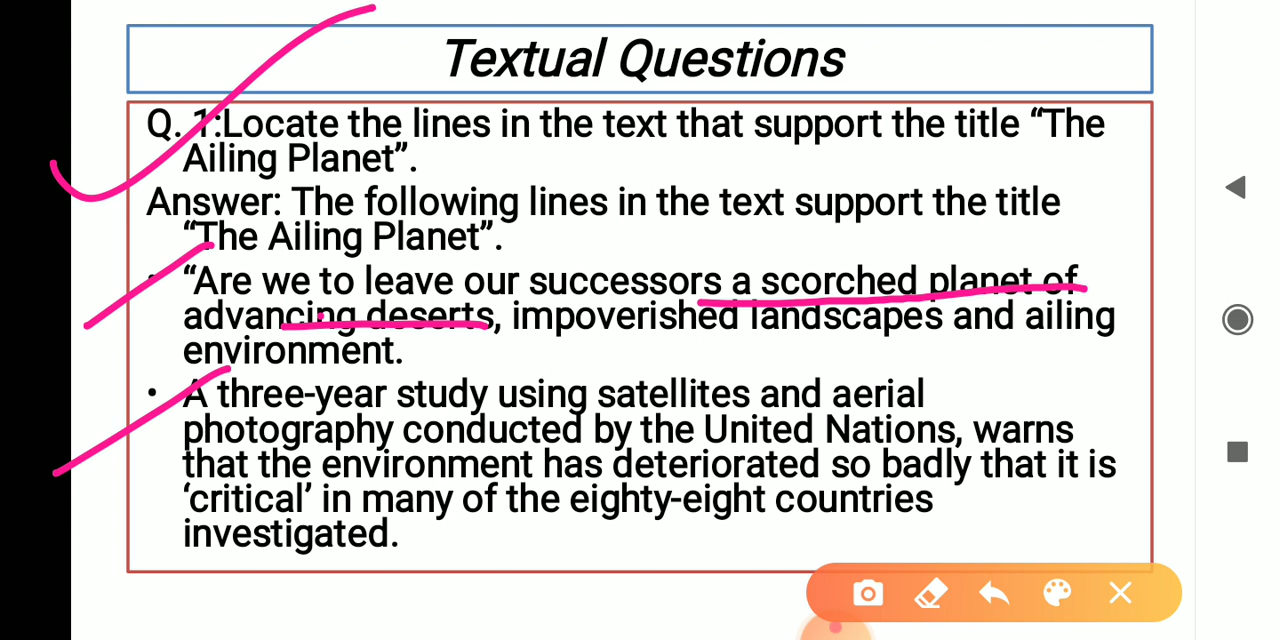 Textual Questions
Q. 1:Locate the lines in the text that support the title “The
Ailing Planet”.
Answer: The following lines in the text support the title
“The Ailing Planet”.
• “Are we to leave our successors a scorched planet of
advancing deserts, impoverished landscapes and ailing
environment.
• A three-year study using satellites and aerial
photography conducted by the United Nations, warns
that the environment has deteriorated so badly that it is
‘critical’ in many of the eighty-eight countries
investigated.